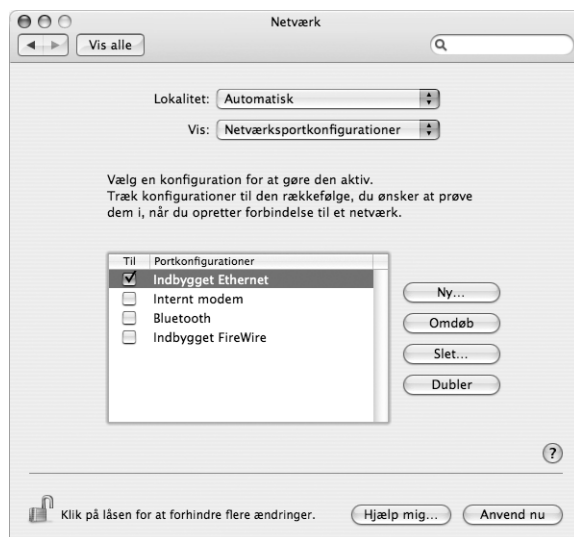 Netværk
Vis alle
Lokalitet: Automatisk
Vis: Netværksportkonfigurationer
Vælg en konfiguration for at gøre den aktiv.
Træk konfigurationer til den rækkefølge, du ønsker at prøve
dem i, når du opretter forbindelse til et netværk.
Til Portkonfigurationer
Indbygget Ethernet
Internt modem
Bluetooth
Indbygget FireWire
Ny...
Omdøb
Slet...
Dubler
?
Klik på låsen for at forhindre flere ændringer.
Hjælp mig... Anvend nu